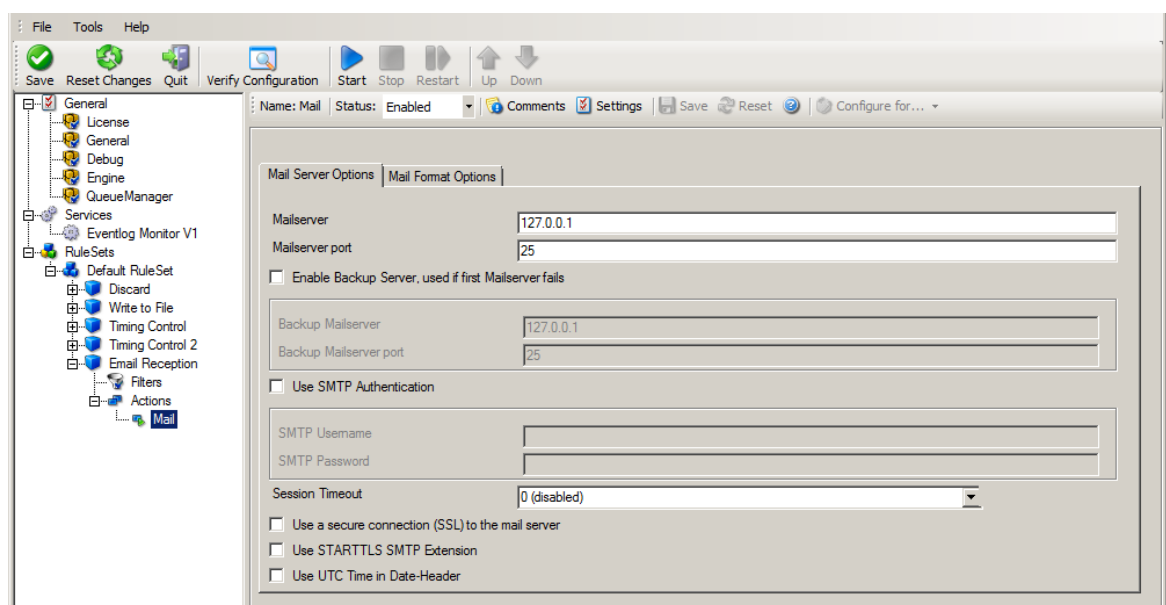 File Tools Help
Save Reset Changes Quit Verify Configuration Start Stop Restart Up Down
General
License
General
Debug
Engine
QueueManager
Services
Eventlog Monitor V1
RuleSets
Default RuleSet
Discard
Write to File
Timing Control
Timing Control 2
Email Reception
Filters
Actions
Mail
Name: Mail Status: Enabled Comments Settings Save Reset Configure for...
Mail Server Options Mail Format Options
Mailserver 127.0.0.1
Mailserver port 25
Enable Backup Server, used if first Mailserver fails
Backup Mailserver 127.0.0.1
Backup Mailserver port 25
Use SMTP Authentication
SMTP Username
SMTP Password
Session Timeout 0 (disabled)
Use a secure connection (SSL) to the mail server
Use STARTTLS SMTP Extension
Use UTC Time in Date-Header